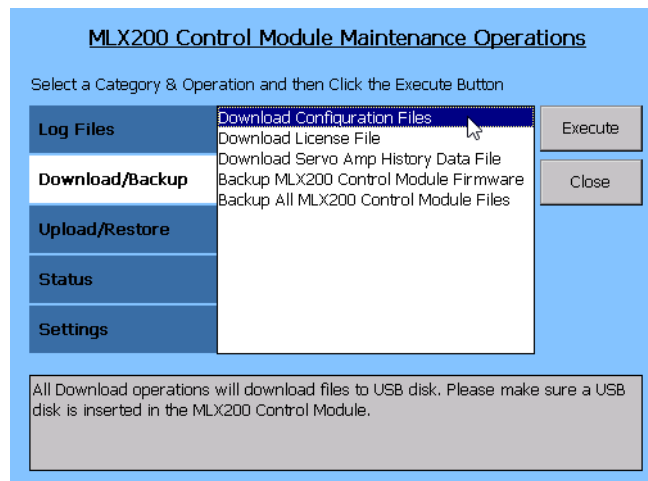 MLX200 Control Module Maintenance Operations
Select a Category & Operation and then Click the Execute Button
Log Files
Download/Backup
Upload/Restore
Status
Settings
Download Configuration Files
Download License File
Download Servo Amp History Data File
Backup MLX200 Control Module Firmware
Backup All MLX200 Control Module Files
Execute
Close
All Download operations will download files to USB disk. Please make sure a USB
disk is inserted in the MLX200 Control Module.